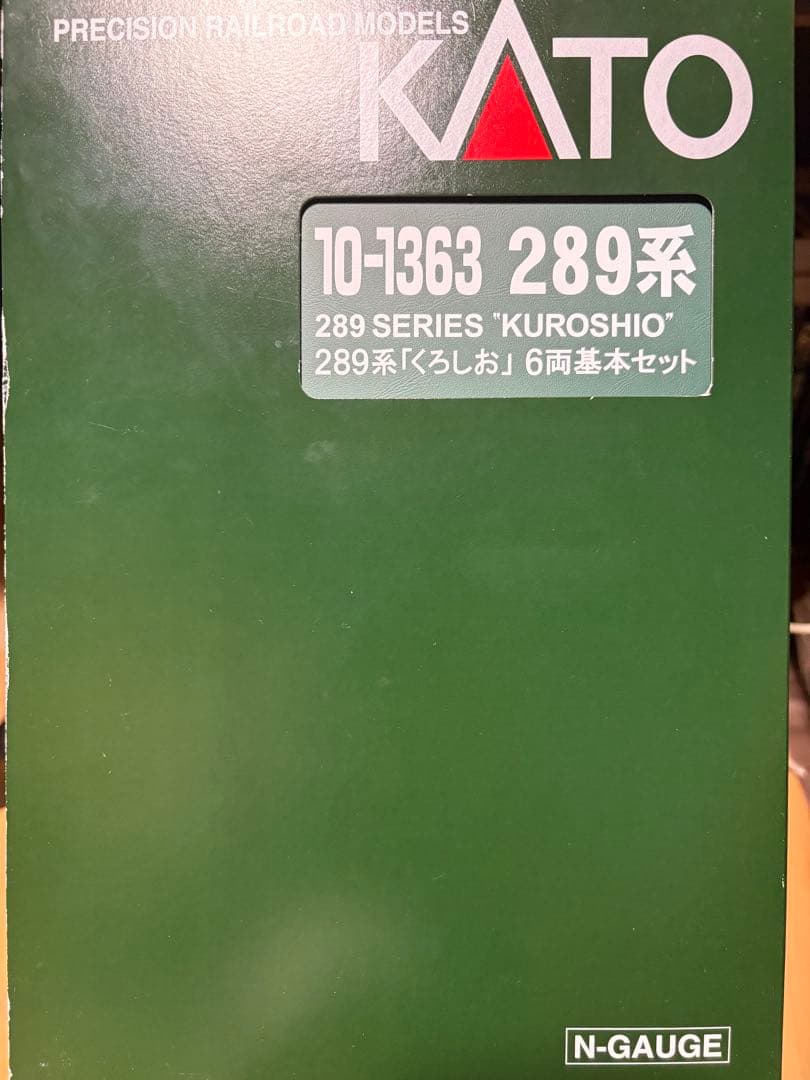 PRECISION RAILROAD MODELS
KATO
10-1363 289系
289 SERIES "KUROSHIO"
289系「くろしお」 6両基本セット
N-GAUGE